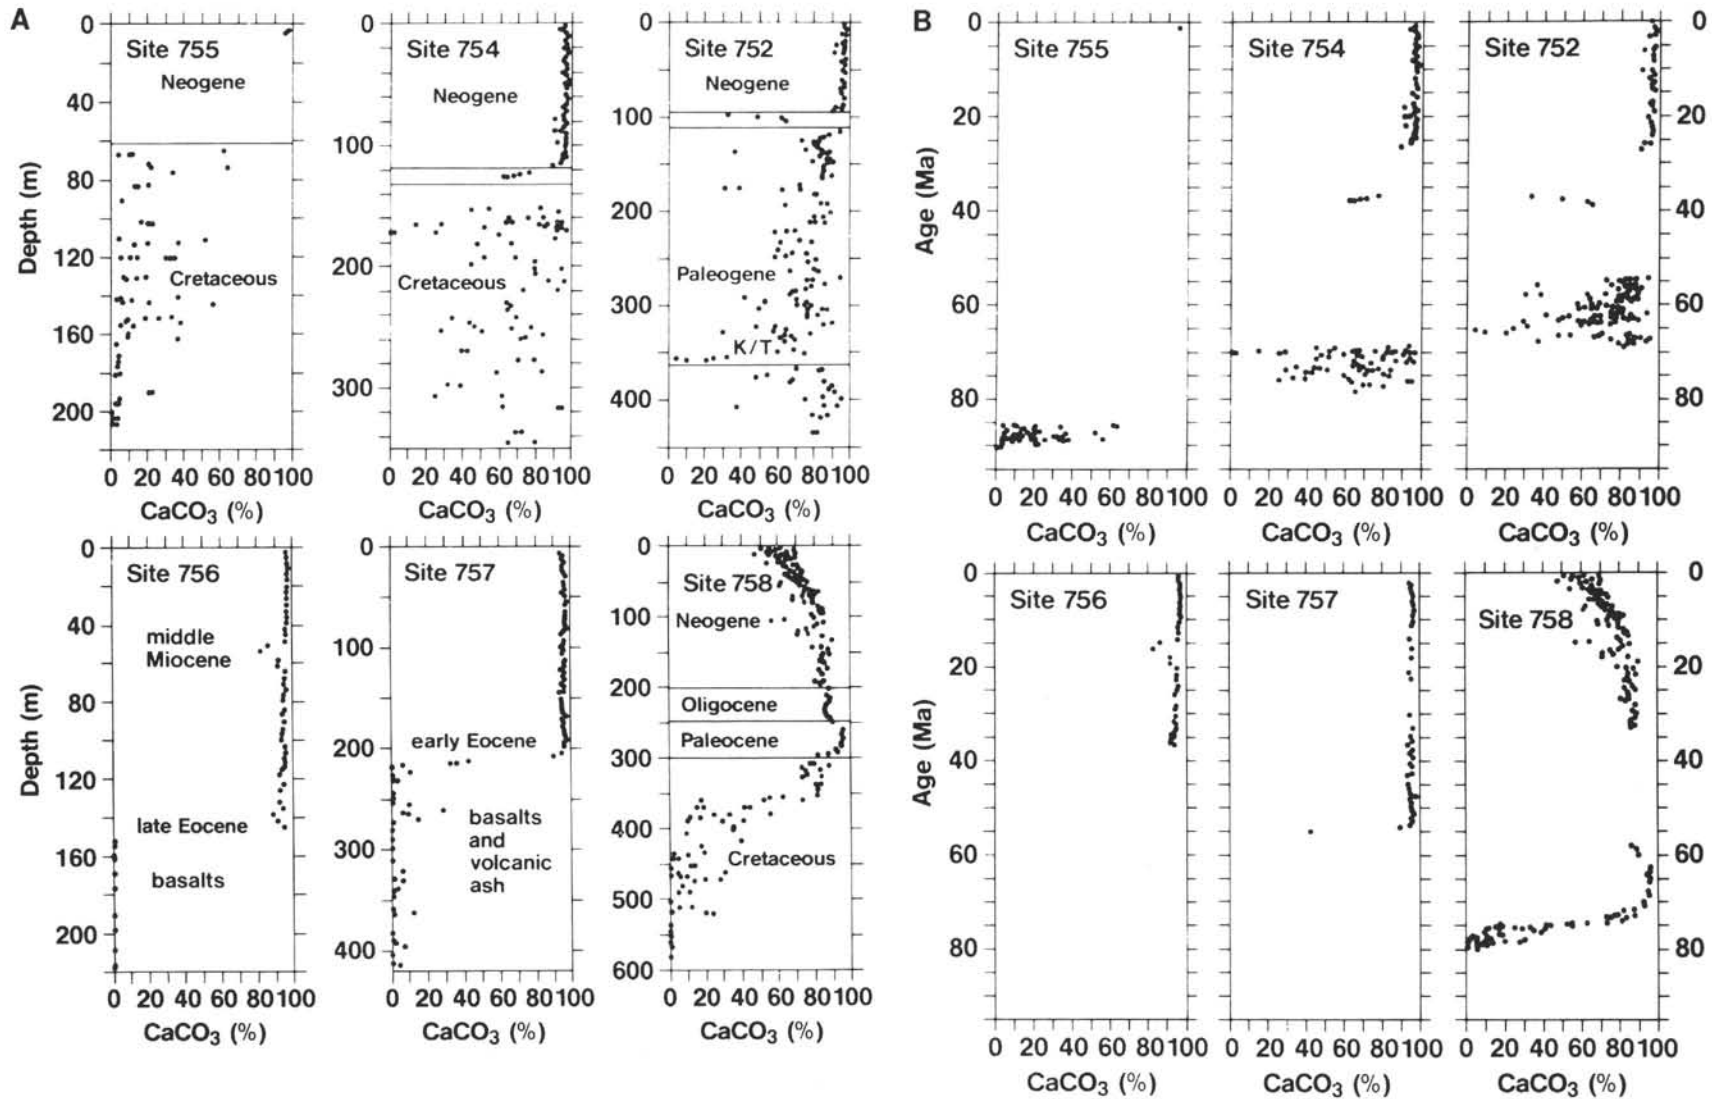 A
Site 755
Neogene
Cretaceous
0
40
80
120
160
200
Depth (m)
0 20 40 60 80 100
CaCO3 (%)
Site 754
Neogene
Cretaceous
0
100
200
300
0 20 40 60 80 100
CaCO3 (%)
Site 752
Neogene
Paleogene
K/T
0
100
200
300
400
0 20 40 60 80 100
CaCO3 (%)
Site 756
middle
Miocene
late Eocene
basalts
0
40
80
120
160
200
Depth (m)
0 20 40 60 80 100
CaCO3 (%)
Site 757
early Eocene
basalts
and
volcanic
ash
0
100
200
300
400
0 20 40 60 80 100
CaCO3 (%)
Site 758
Neogene
Oligocene
Paleocene
Cretaceous
0
100
200
300
400
500
600
0 20 40 60 80 100
CaCO3 (%)
B
Site 755
0
20
40
60
80
Age (Ma)
0 20 40 60 80 100
CaCO3 (%)
Site 754
0 20 40 60 80 100
CaCO3 (%)
Site 752
0
20
40
60
80
0 20 40 60 80 100
CaCO3 (%)
Site 756
0
20
40
60
80
Age (Ma)
0 20 40 60 80 100
CaCO3 (%)
Site 757
0 20 40 60 80 100
CaCO3 (%)
Site 758
0
20
40
60
80
0 20 40 60 80 100
CaCO3 (%)